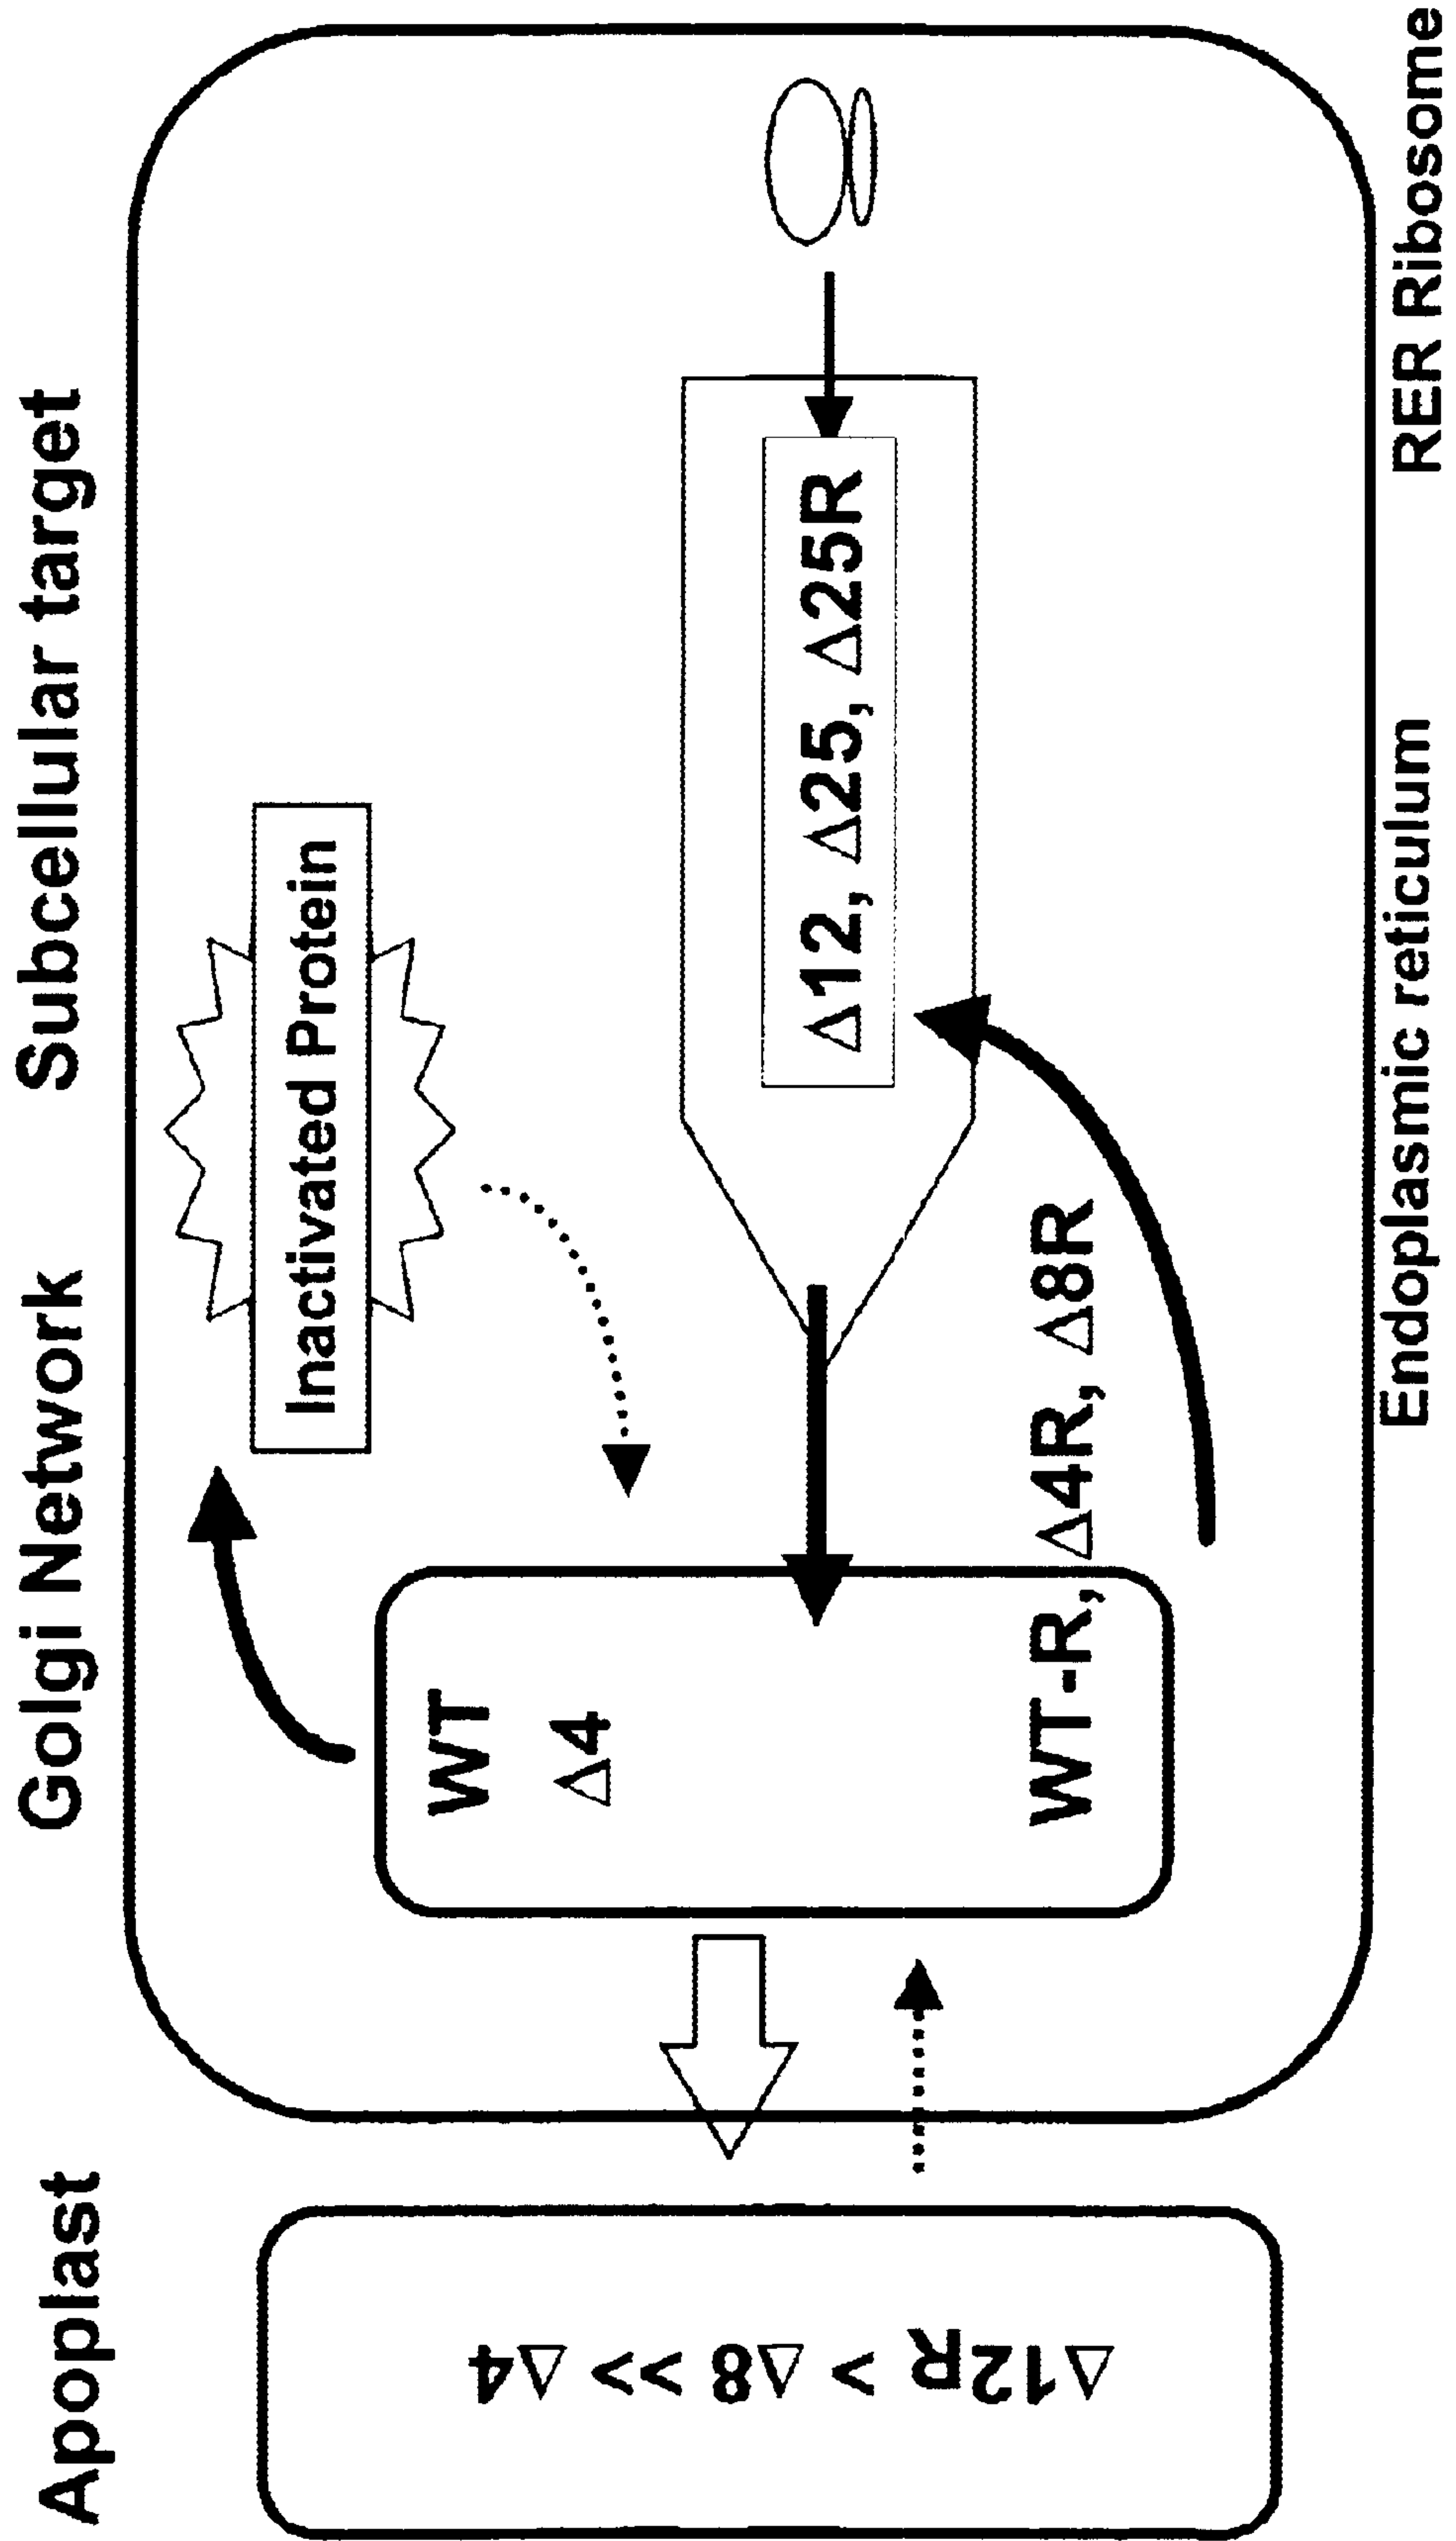 Apoplast
Golgi Network
Subcellular target
Inactivated Protein
WT
Δ4
Δ12R > Δ8 >> Δ4
Δ12, Δ25, Δ25R
WT-R, Δ4R, Δ8R
Endoplasmic reticulum
RER Ribosome